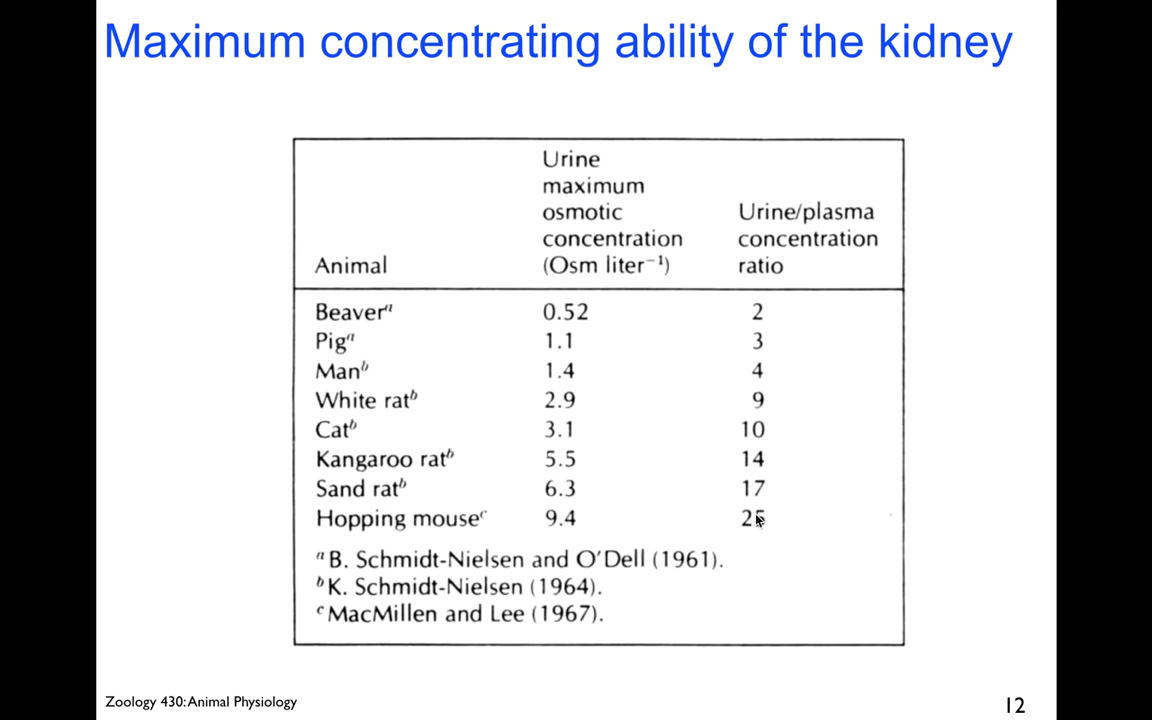 Maximum concentrating ability of the kidney
Urine
maximum
osmotic Urine/plasma
concentration concentration
Animal (Osm liter⁻¹) ratio
Beaverᵃ 0.52 2
Pigᵃ 1.1 3
Manᵇ 1.4 4
White ratᵇ 2.9 9
Catᵇ 3.1 10
Kangaroo ratᵇ 5.5 14
Sand ratᵇ 6.3 17
Hopping mouseᶜ 9.4 25
ᵃB. Schmidt-Nielsen and O'Dell (1961).
ᵇK. Schmidt-Nielsen (1964).
ᶜMacMillen and Lee (1967).
Zoology 430: Animal Physiology 12